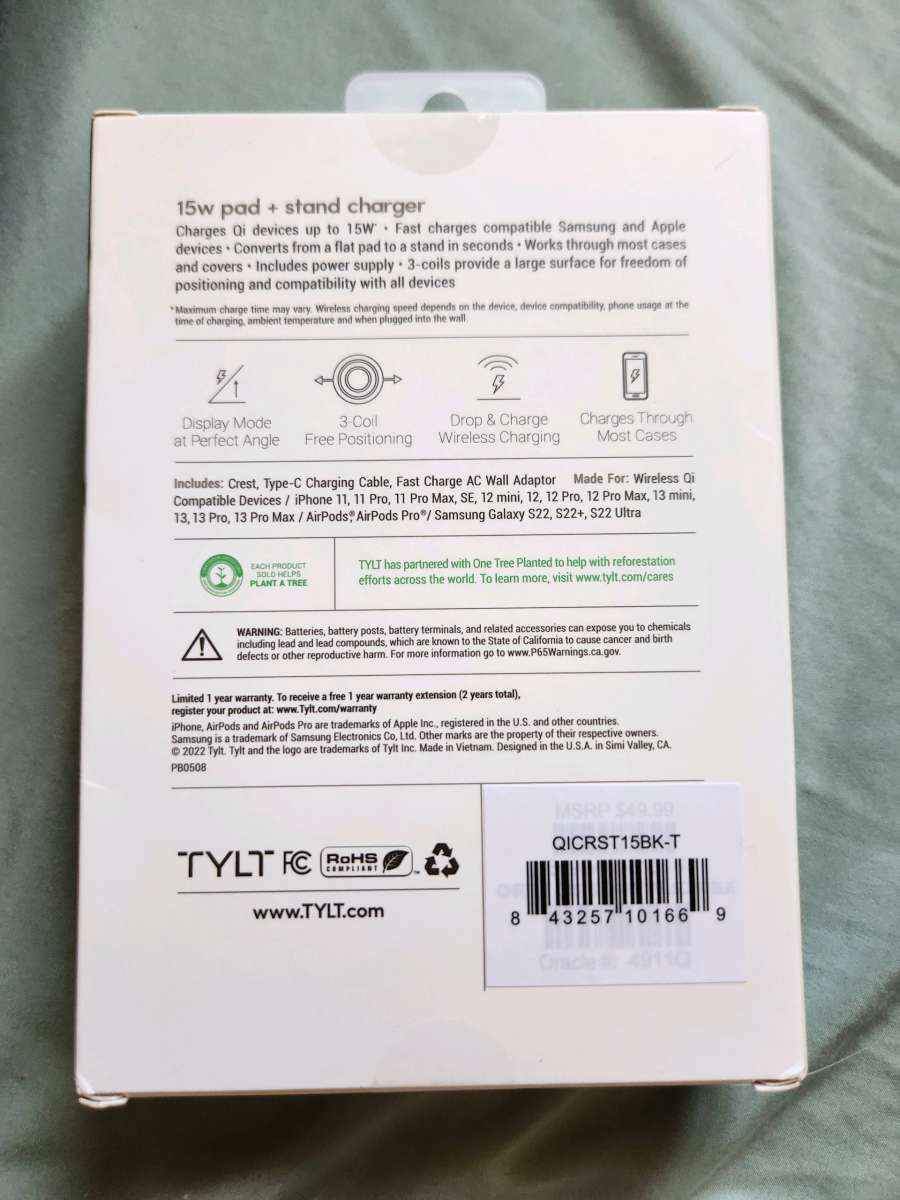 15w pad + stand charger
Charges Qi devices up to 15W* • Fast charges compatible Samsung and Apple
devices • Converts from a flat pad to a stand in seconds • Works through most cases
and covers • Includes power supply • 3-coils provide a large surface for freedom of
positioning and compatibility with all devices
*Maximum charge time may vary. Wireless charging speed depends on the device, device compatibility, phone usage at the
time of charging, ambient temperature and when plugged into the wall.
Display Mode
at Perfect Angle
3-Coil
Free Positioning
Drop & Charge
Wireless Charging
Charges Through
Most Cases
Includes: Crest, Type-C Charging Cable, Fast Charge AC Wall Adaptor Made For: Wireless Qi
Compatible Devices / iPhone 11, 11 Pro, 11 Pro Max, SE, 12 mini, 12, 12 Pro, 12 Pro Max, 13 mini,
13, 13 Pro, 13 Pro Max / AirPods® AirPods Pro®/ Samsung Galaxy S22, S22+, S22 Ultra
EACH PRODUCT
SOLD HELPS
PLANT A TREE
TYLT has partnered with One Tree Planted to help with reforestation
efforts across the world. To learn more, visit www.tylt.com/cares
WARNING: Batteries, battery posts, battery terminals, and related accessories can expose you to chemicals
including lead and lead compounds, which are known to the State of California to cause cancer and birth
defects or other reproductive harm. For more information go to www.P65Warnings.ca.gov.
Limited 1 year warranty. To receive a free 1 year warranty extension (2 years total),
register your product at: www.Tylt.com/warranty
iPhone, AirPods and AirPods Pro are trademarks of Apple Inc., registered in the U.S. and other countries.
Samsung is a trademark of Samsung Electronics Co, Ltd. Other marks are the property of their respective owners.
© 2022 Tylt. Tylt and the logo are trademarks of Tylt Inc. Made in Vietnam. Designed in the U.S.A. in Simi Valley, CA.
PB0508
TYLT FC RoHS COMPLIANT ™
www.TYLT.com
MSRP $49.99
QICRST15BK-T
8 43257 10166 9
Oracle #: 4911Q